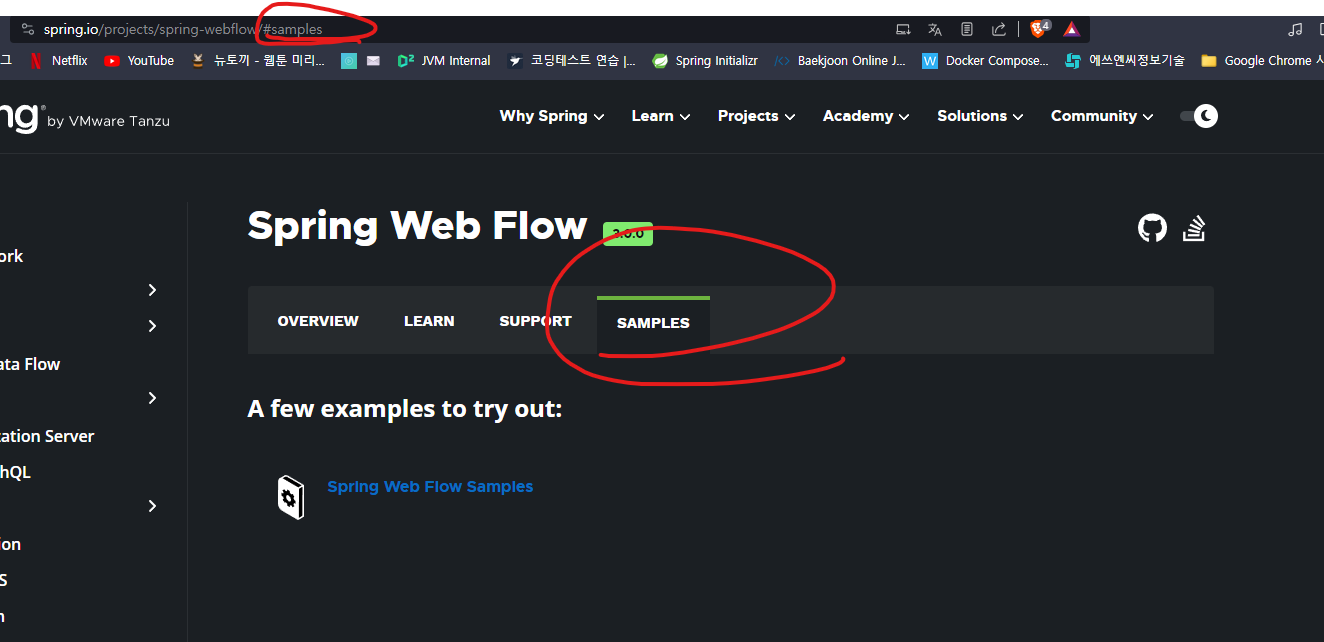 spring.io/projects/spring-webflow/#samples
4
그 Netflix YouTube 뉴토끼 - 웹툰 미리... JVM Internal 코딩테스트 연습 |... Spring Initializr Baekjoon Online J... Docker Compose... 에쓰엔씨정보기술 Google Chrome
ng by VMware Tanzu
Why Spring Learn Projects Academy Solutions Community
Spring Web Flow 3.0.0
ork
OVERVIEW LEARN SUPPORT SAMPLES
ata Flow
A few examples to try out:
tation Server
hQL
Spring Web Flow Samples
ion
S